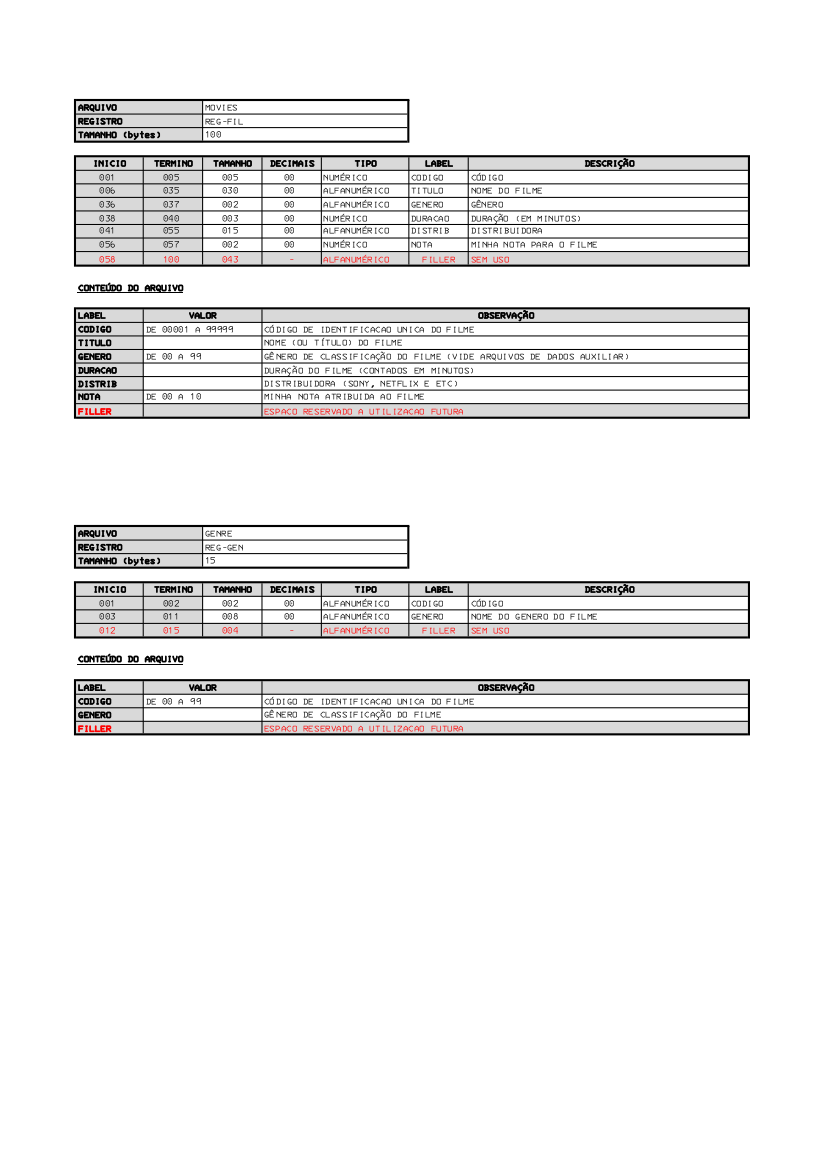 ARQUIVO MOVIES
REGISTRO REG-FIL
TAMANHO (bytes) 100
INICIO TERMINO TAMANHO DECIMAIS TIPO LABEL DESCRIÇÃO
001 005 005 00 NUMÉRICO CODIGO CÓDIGO
006 035 030 00 ALFANUMÉRICO TITULO NOME DO FILME
036 037 002 00 ALFANUMÉRICO GENERO GÊNERO
038 040 003 00 NUMÉRICO DURACAO DURAÇÃO (EM MINUTOS)
041 055 015 00 ALFANUMÉRICO DISTRIB DISTRIBUIDORA
056 057 002 00 NUMÉRICO NOTA MINHA NOTA PARA O FILME
058 100 043 - ALFANUMÉRICO FILLER SEM USO
CONTEÚDO DO ARQUIVO
LABEL VALOR OBSERVAÇÃO
CODIGO DE 00001 A 99999 CÓDIGO DE IDENTIFICACAO UNICA DO FILME
TITULO NOME (OU TÍTULO) DO FILME
GENERO DE 00 A 99 GÊNERO DE CLASSIFICAÇÃO DO FILME (VIDE ARQUIVOS DE DADOS AUXILIAR)
DURACAO DURAÇÃO DO FILME (CONTADOS EM MINUTOS)
DISTRIB DISTRIBUIDORA (SONY, NETFLIX E ETC)
NOTA DE 00 A 10 MINHA NOTA ATRIBUIDA AO FILME
FILLER ESPACO RESERVADO A UTILIZACAO FUTURA
ARQUIVO GENRE
REGISTRO REG-GEN
TAMANHO (bytes) 15
INICIO TERMINO TAMANHO DECIMAIS TIPO LABEL DESCRIÇÃO
001 002 002 00 ALFANUMÉRICO CODIGO CÓDIGO
003 011 008 00 ALFANUMÉRICO GENERO NOME DO GENERO DO FILME
012 015 004 - ALFANUMÉRICO FILLER SEM USO
CONTEÚDO DO ARQUIVO
LABEL VALOR OBSERVAÇÃO
CODIGO DE 00 A 99 CÓDIGO DE IDENTIFICACAO UNICA DO FILME
GENERO GÊNERO DE CLASSIFICAÇÃO DO FILME
FILLER ESPACO RESERVADO A UTILIZACAO FUTURA